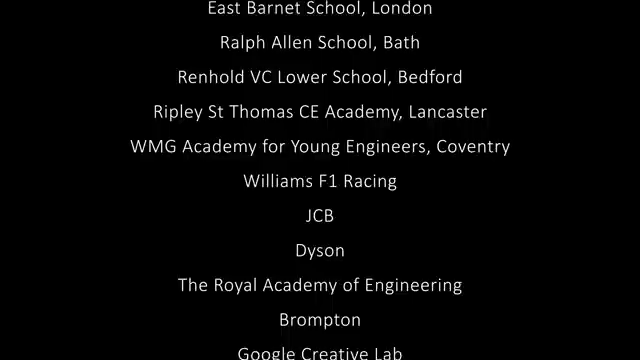 East Barnet School, London
Ralph Allen School, Bath
Renhold VC Lower School, Bedford
Ripley St Thomas CE Academy, Lancaster
WMG Academy for Young Engineers, Coventry
Williams F1 Racing
JCB
Dyson
The Royal Academy of Engineering
Brompton
Google Creative Lab